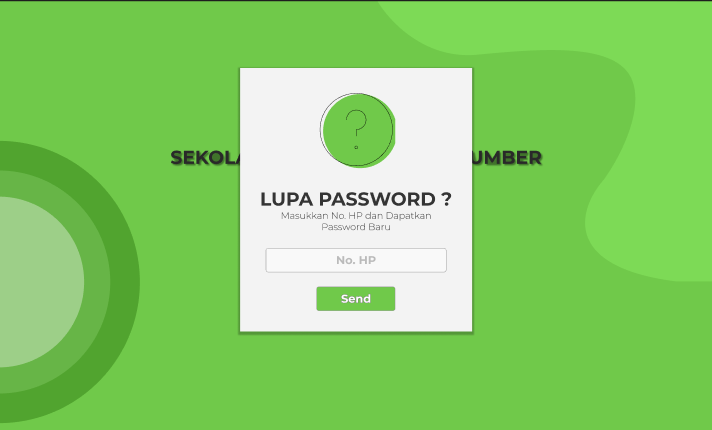 ?
SEKOLA
UMBER
LUPA PASSWORD ?
Masukkan No. HP dan Dapatkan
Password Baru
No. HP
Send